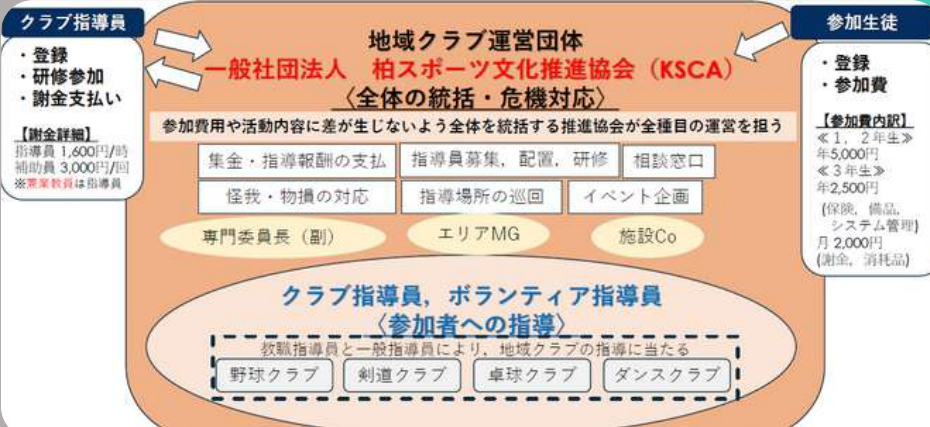 クラブ指導員
・登録
・研修参加
・謝金支払い
【謝金詳細】
指導員 1,600円/時
補助員 3,000円/回
※兼業教員は指導員
地域クラブ運営団体
一般社団法人 柏スポーツ文化推進協会（KSCA）
〈全体の統括・危機対応〉
参加費用や活動内容に差が生じないよう全体を統括する推進協会が全種目の運営を担う
集金・指導報酬の支払
指導員募集，配置，研修
相談窓口
怪我・物損の対応
指導場所の巡回
イベント企画
専門委員長（副）
エリアMG
施設Co
クラブ指導員，ボランティア指導員
〈参加者への指導〉
教職指導員と一般指導員により，地域クラブの指導に当たる
野球クラブ
剣道クラブ
卓球クラブ
ダンスクラブ
参加生徒
・登録
・参加費
【参加費内訳】
≪１，２年生≫
年5,000円
≪３年生≫
年2,500円
(保険，備品，
システム管理)
月 2,000円
(謝金，消耗品)